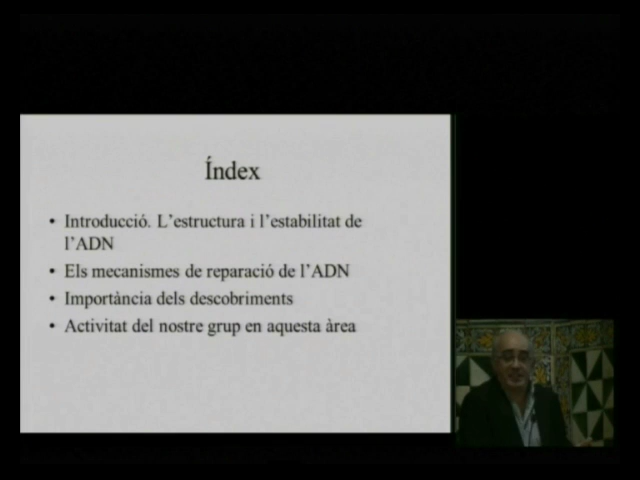 Índex
• Introducció. L'estructura i l'estabilitat de
l'ADN
• Els mecanismes de reparació de l'ADN
• Importància dels descobriments
• Activitat del nostre grup en aquesta àrea